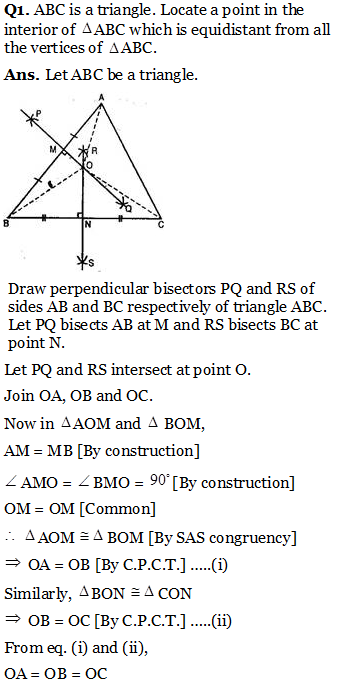 Q1. ABC is a triangle. Locate a point in the
interior of ΔABC which is equidistant from all
the vertices of ΔABC.
Ans. Let ABC be a triangle.
A
P
M
R
O
Q
B
N
C
S
Draw perpendicular bisectors PQ and RS of
sides AB and BC respectively of triangle ABC.
Let PQ bisects AB at M and RS bisects BC at
point N.
Let PQ and RS intersect at point O.
Join OA, OB and OC.
Now in ΔAOM and Δ BOM,
AM = MB [By construction]
∠ AMO = ∠ BMO = 90° [By construction]
OM = OM [Common]
∴ Δ AOM ≅ Δ BOM [By SAS congruency]
⇒ OA = OB [By C.P.C.T.] .....(i)
Similarly, Δ BON ≅ Δ CON
⇒ OB = OC [By C.P.C.T.] .....(ii)
From eq. (i) and (ii),
OA = OB = OC